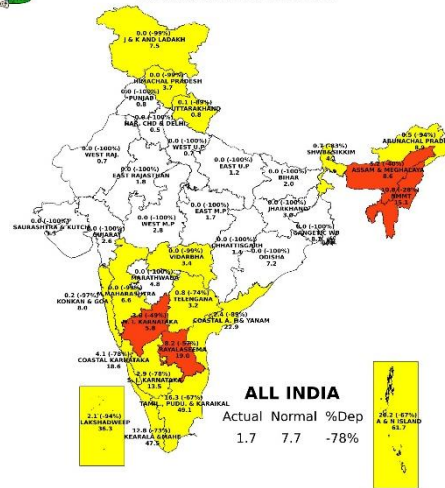 0.0 (-99%)
J & K AND LADAKH
7.5
0.0 (-99%)
HIMACHAL PRADESH
3.7
0.0 (-100%)
PUNJAB
0.8
0.1 (-89%)
UTTARAKHAND
0.8
0.0 (-100%)
HAR. CHD & DELHI
0.5
0.0 (-100%)
WEST RAJ.
0.7
0.0 (-100%)
WEST U.P.
0.7
0.0 (-100%)
EAST RAJASTHAN
1.8
0.0 (-100%)
EAST U.P
1.2
0.0 (-100%)
BIHAR
2.0
SHWB&SIKKIM
0.5 (-94%)
ARUNACHAL PRADE
ASSAM & MEGHALAYA
NMMT
15.1
0.0 (-100%)
WEST M.P
2.8
0.0 (-100%)
EAST M.P
1.7
0.0 (-100%)
JHARKHAND
0.0 (-100%)
GANGETIC WB
0.0 (-100%)
SAURASHTRA & KUTCH
0.0 (-100%)
GUJARAT
2.6
0.0 (-100%)
CHHATTISGARH
0.0 (-100%)
ODISHA
7.2
0.0 (-99%)
VIDARBHA
3.4
0.0 (-100%)
MARATHWADA
4.8
M.MAHARASHTRA
6.6
0.2 (-97%)
KONKAN & GOA
8.0
0.8 (-74%)
TELENGANA
3.2
COASTAL A. P.& YANAM
22.9
N. I. KARNATAKA
5.8
RAYALASEEMA
19.0
4.1 (-78%)
COASTAL KARNATAKA
18.6
2.9 (-78%)
S. I. KARNATAKA
13.5
16.3 (-67%)
TAMIL., PUDU. & KARAIKAL
49.1
2.1 (-94%)
LAKSHADWEEP
36.3
12.8 (-73%)
KEARALA & MAHE
20.2 (-67%)
A & N ISLAND
61.7
ALL INDIA
Actual Normal %Dep
1.7 7.7 -78%